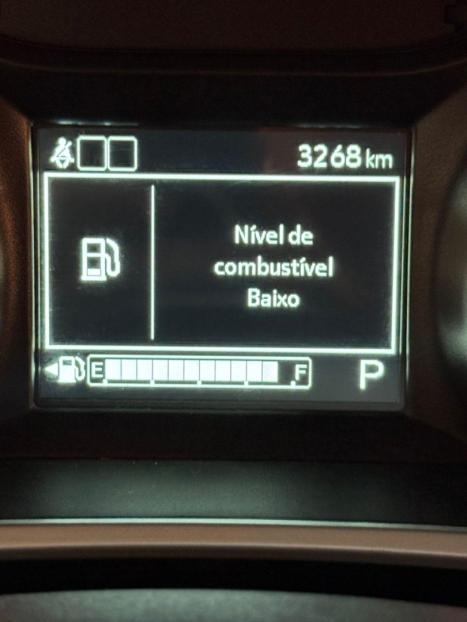 3268 km
Nível de
combustível
Baixo
E F P